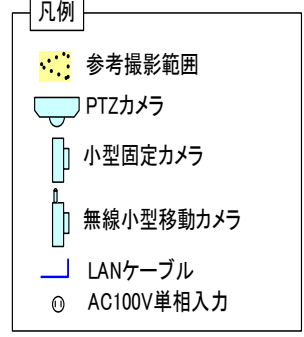 凡例
参考撮影範囲
PTZカメラ
小型固定カメラ
無線小型移動カメラ
LANケーブル
AC100V単相入力